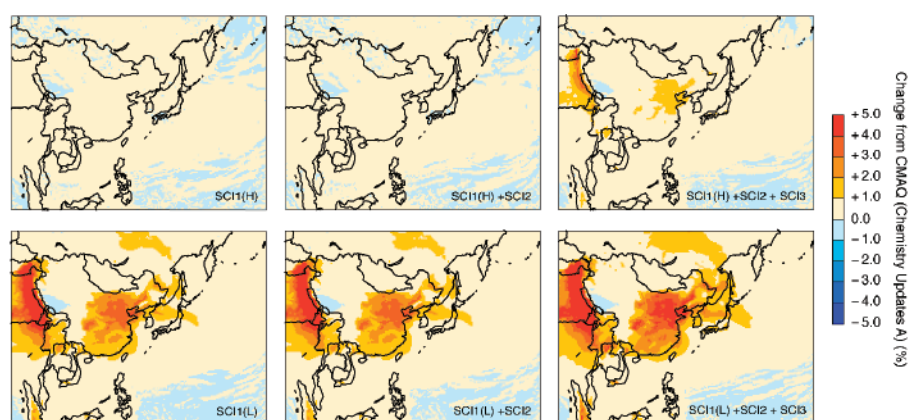 SCI1(H)
SCI1(H) +SCI2
SCI1(H) +SCI2 + SCI3
SCI1(L)
SCI1(L) +SCI2
SCI1(L) +SCI2 + SCI3
+ 5.0
+ 4.0
+ 3.0
+ 2.0
+ 1.0
0.0
− 1.0
− 2.0
− 3.0
− 4.0
− 5.0
Change from CMAQ (Chemistry Updates A) (%)